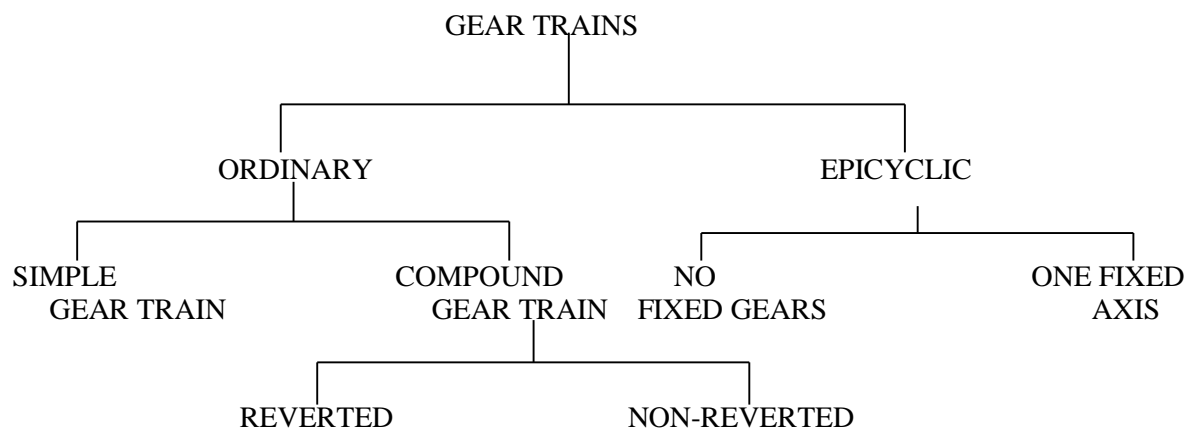 GEAR TRAINS
ORDINARY
EPICYCLIC
SIMPLE
GEAR TRAIN
COMPOUND
GEAR TRAIN
NO
FIXED GEARS
ONE FIXED
AXIS
REVERTED
NON-REVERTED